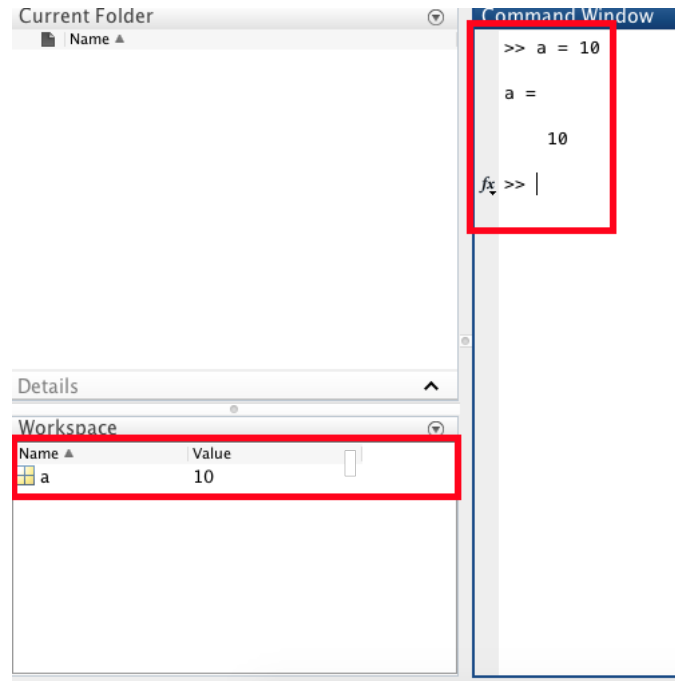 Current Folder
Name ▲
Details
Workspace
Name ▲ Value
a 10
Command Window
>> a = 10
a =
10
fx >>